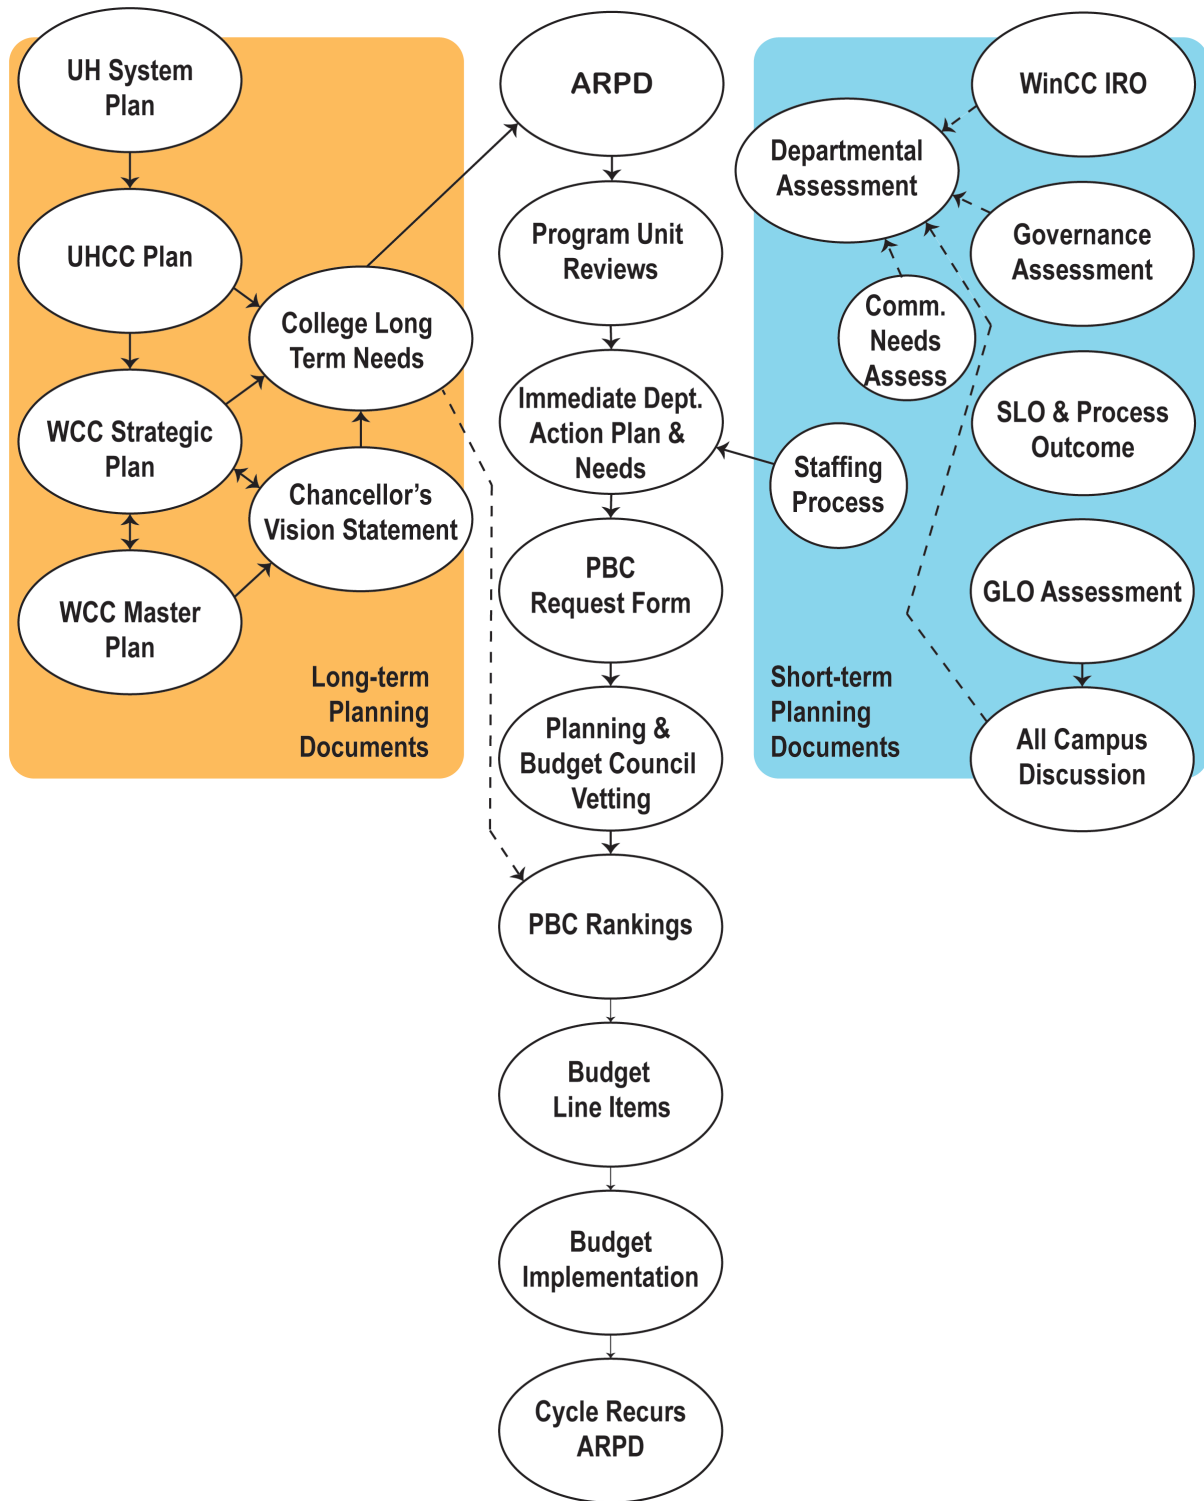 UH System
Plan
UHCC Plan
WCC Strategic
Plan
WCC Master
Plan
College Long
Term Needs
Chancellor’s
Vision Statement
Long-term
Planning
Documents
ARPD
Program Unit
Reviews
Immediate Dept.
Action Plan &
Needs
PBC
Request Form
Planning &
Budget Council
Vetting
PBC Rankings
Budget
Line Items
Budget
Implementation
Cycle Recurs
ARPD
WinCC IRO
Departmental
Assessment
Governance
Assessment
Comm.
Needs
Assess
SLO & Process
Outcome
Staffing
Process
GLO Assessment
All Campus
Discussion
Short-term
Planning
Documents